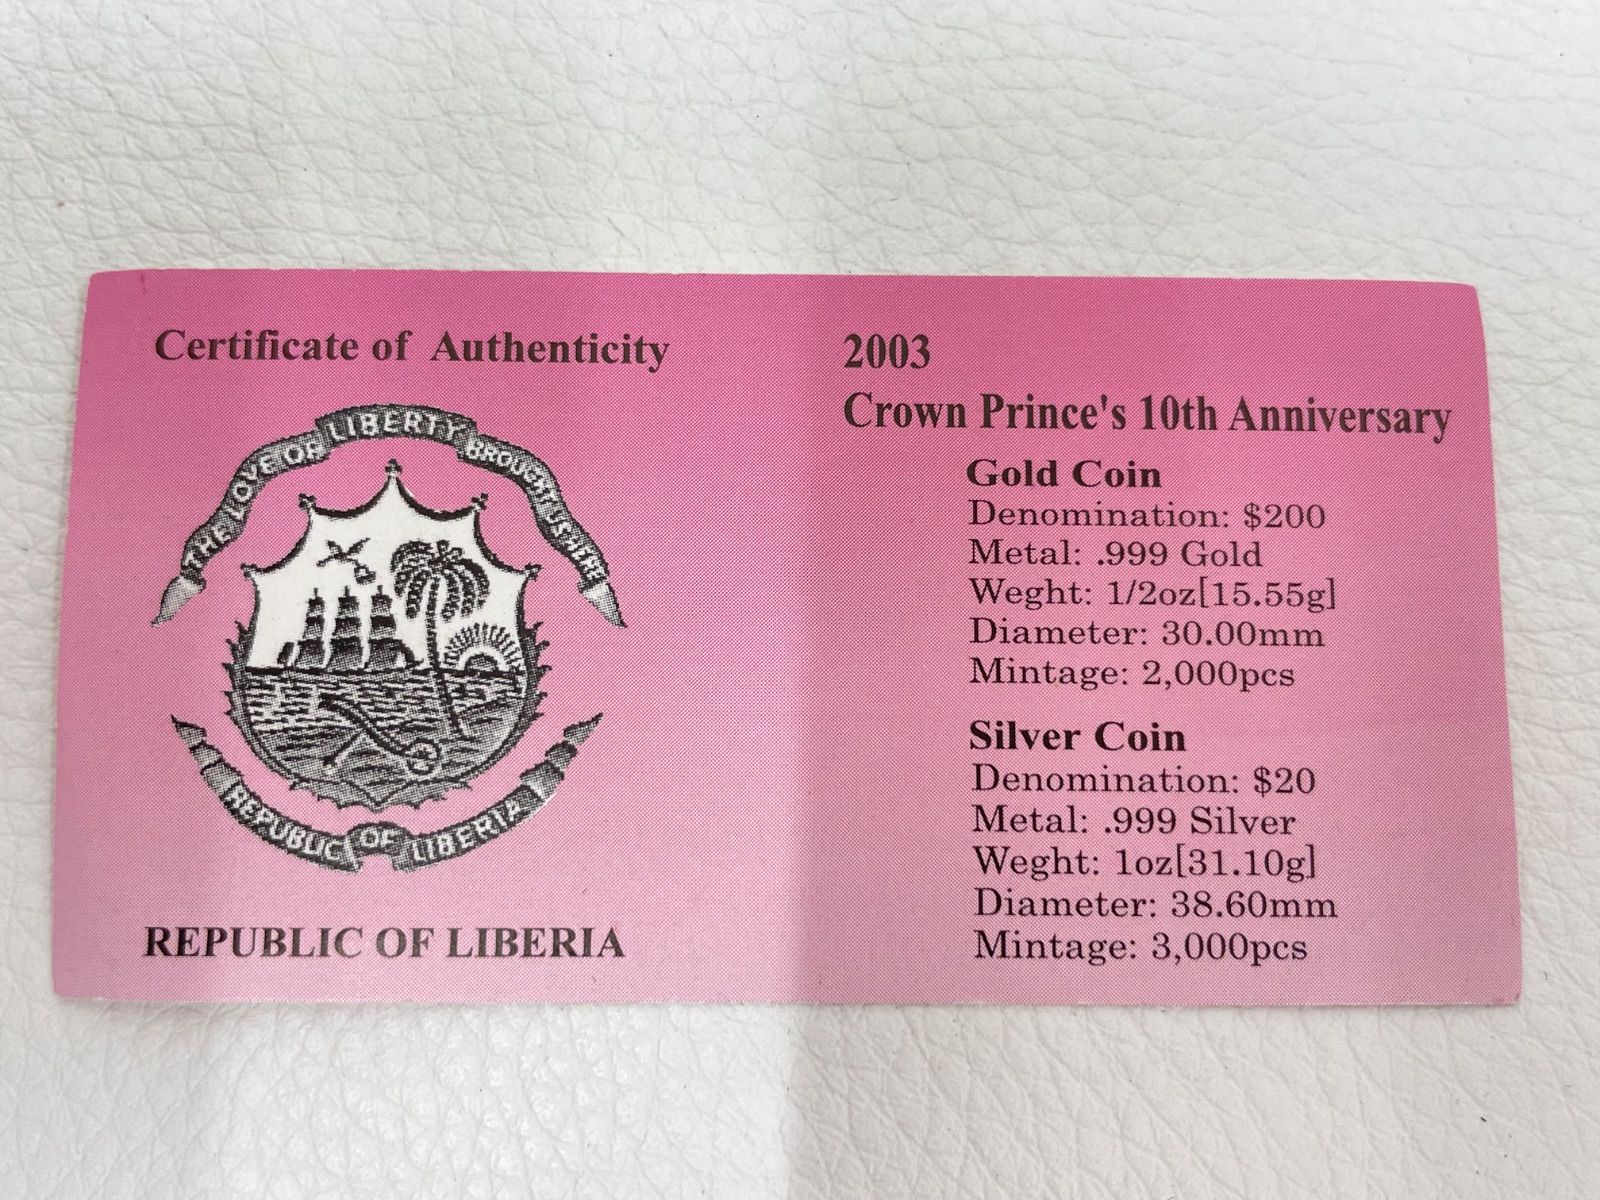 Certificate of Authenticity
THE LOVE OF LIBERTY BROUGHT US HERE
REPUBLIC OF LIBERIA
REPUBLIC OF LIBERIA
2003
Crown Prince's 10th Anniversary
Gold Coin
Denomination: $200
Metal: .999 Gold
Weght: 1/2oz[15.55g]
Diameter: 30.00mm
Mintage: 2,000pcs
Silver Coin
Denomination: $20
Metal: .999 Silver
Weght: 1oz[31.10g]
Diameter: 38.60mm
Mintage: 3,000pcs